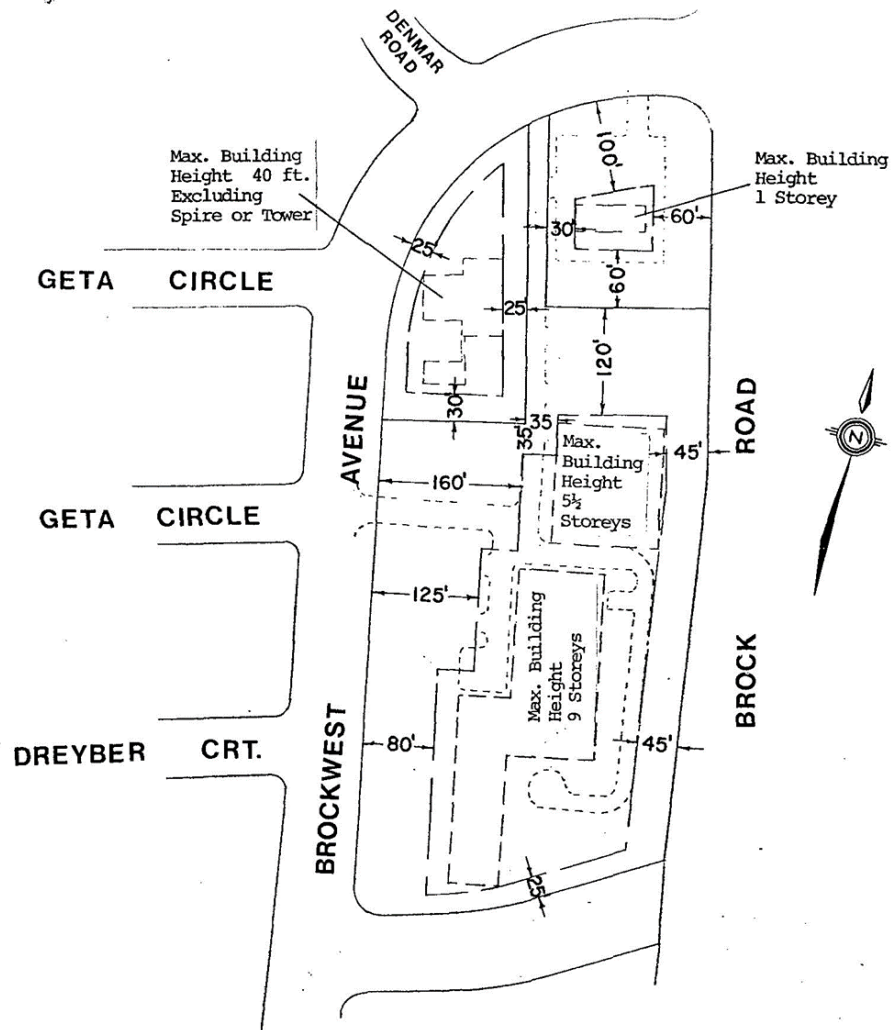 DENMAR
ROAD
Max. Building
Height 40 ft.
Excluding
Spire or Tower
Max. Building
Height
1 Storey
100'
60'
30'
60'
25'
25'
120'
30'
35
35'
45'
GETA CIRCLE
AVENUE
ROAD
Max.
Building
Height
5½
Storeys
160'
GETA CIRCLE
125'
Max. Building
Height
9 Storeys
N
BROCK
DREYBER CRT.
80'
45'
BROCKWEST
25'